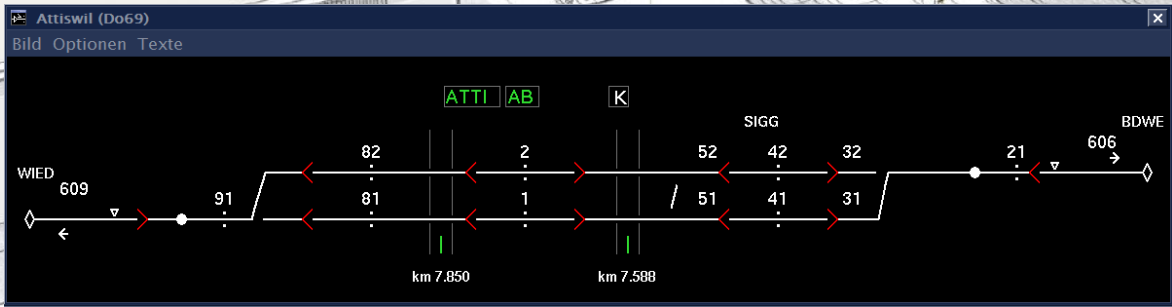 Attiswil (Do69)
Bild Optionen Texte
ATTI AB K
SIGG
BDWE
82 2 52 42 32 21 606
WIED
609
91 81 1 51 41 31
km 7.850 km 7.588